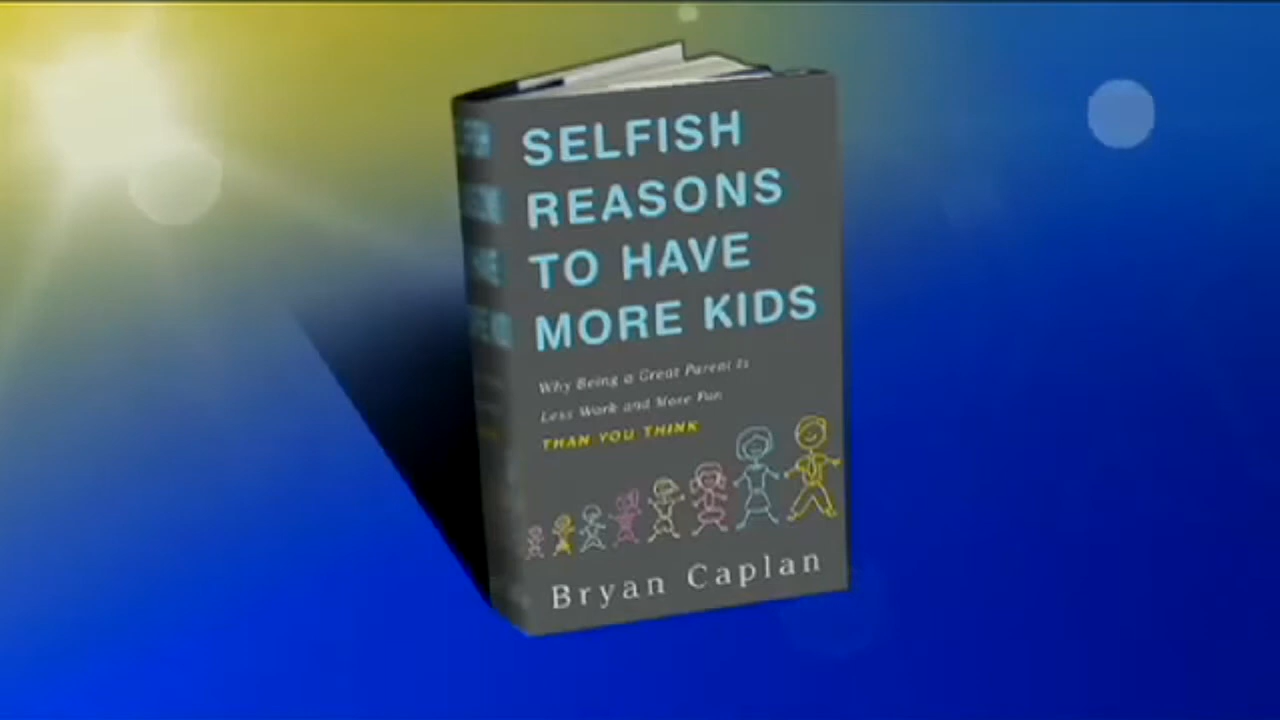 SELFISH
REASONS
TO HAVE
MORE KIDS
Why Being a Great Parent Is
Less Work and More Fun
THAN YOU THINK
Bryan Caplan